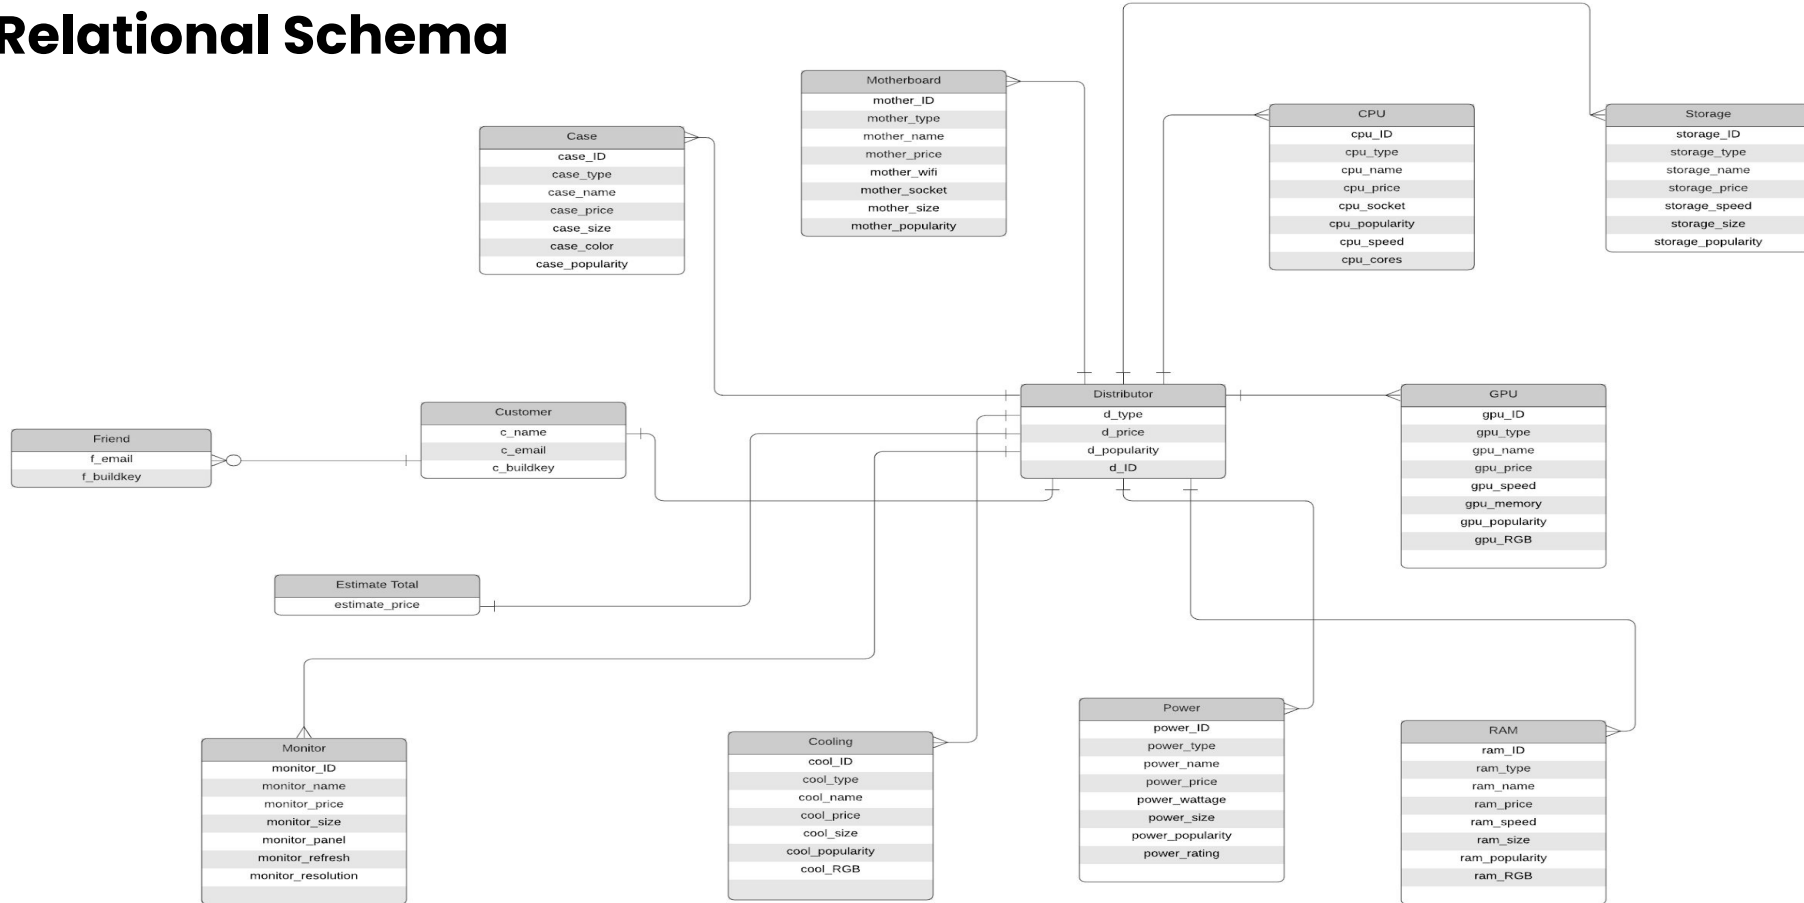 Relational Schema
Motherboard
mother_ID
mother_type
mother_name
mother_price
mother_wifi
mother_socket
mother_size
mother_popularity
CPU
cpu_ID
cpu_type
cpu_name
cpu_price
cpu_socket
cpu_popularity
cpu_speed
cpu_cores
Storage
storage_ID
storage_type
storage_name
storage_price
storage_speed
storage_size
storage_popularity
Case
case_ID
case_type
case_name
case_price
case_size
case_color
case_popularity
Distributor
d_type
d_price
d_popularity
d_ID
GPU
gpu_ID
gpu_type
gpu_name
gpu_price
gpu_speed
gpu_memory
gpu_popularity
gpu_RGB
Customer
c_name
c_email
c_buildkey
Friend
f_email
f_buildkey
Estimate Total
estimate_price
Monitor
monitor_ID
monitor_name
monitor_price
monitor_size
monitor_panel
monitor_refresh
monitor_resolution
Cooling
cool_ID
cool_type
cool_name
cool_price
cool_size
cool_popularity
cool_RGB
Power
power_ID
power_type
power_name
power_price
power_wattage
power_size
power_popularity
power_rating
RAM
ram_ID
ram_type
ram_name
ram_price
ram_speed
ram_size
ram_popularity
ram_RGB